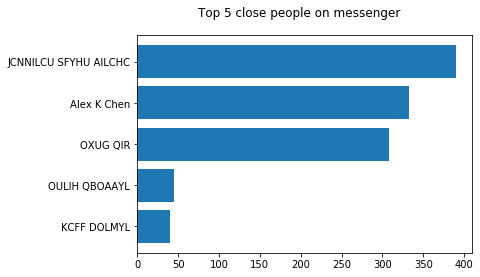 Top 5 close people on messenger
JCNNILCU SFYHU AILCHC
Alex K Chen
OXUG QIR
OULIH QBOAAYL
KCFF DOLMYL
0 50 100 150 200 250 300 350 400